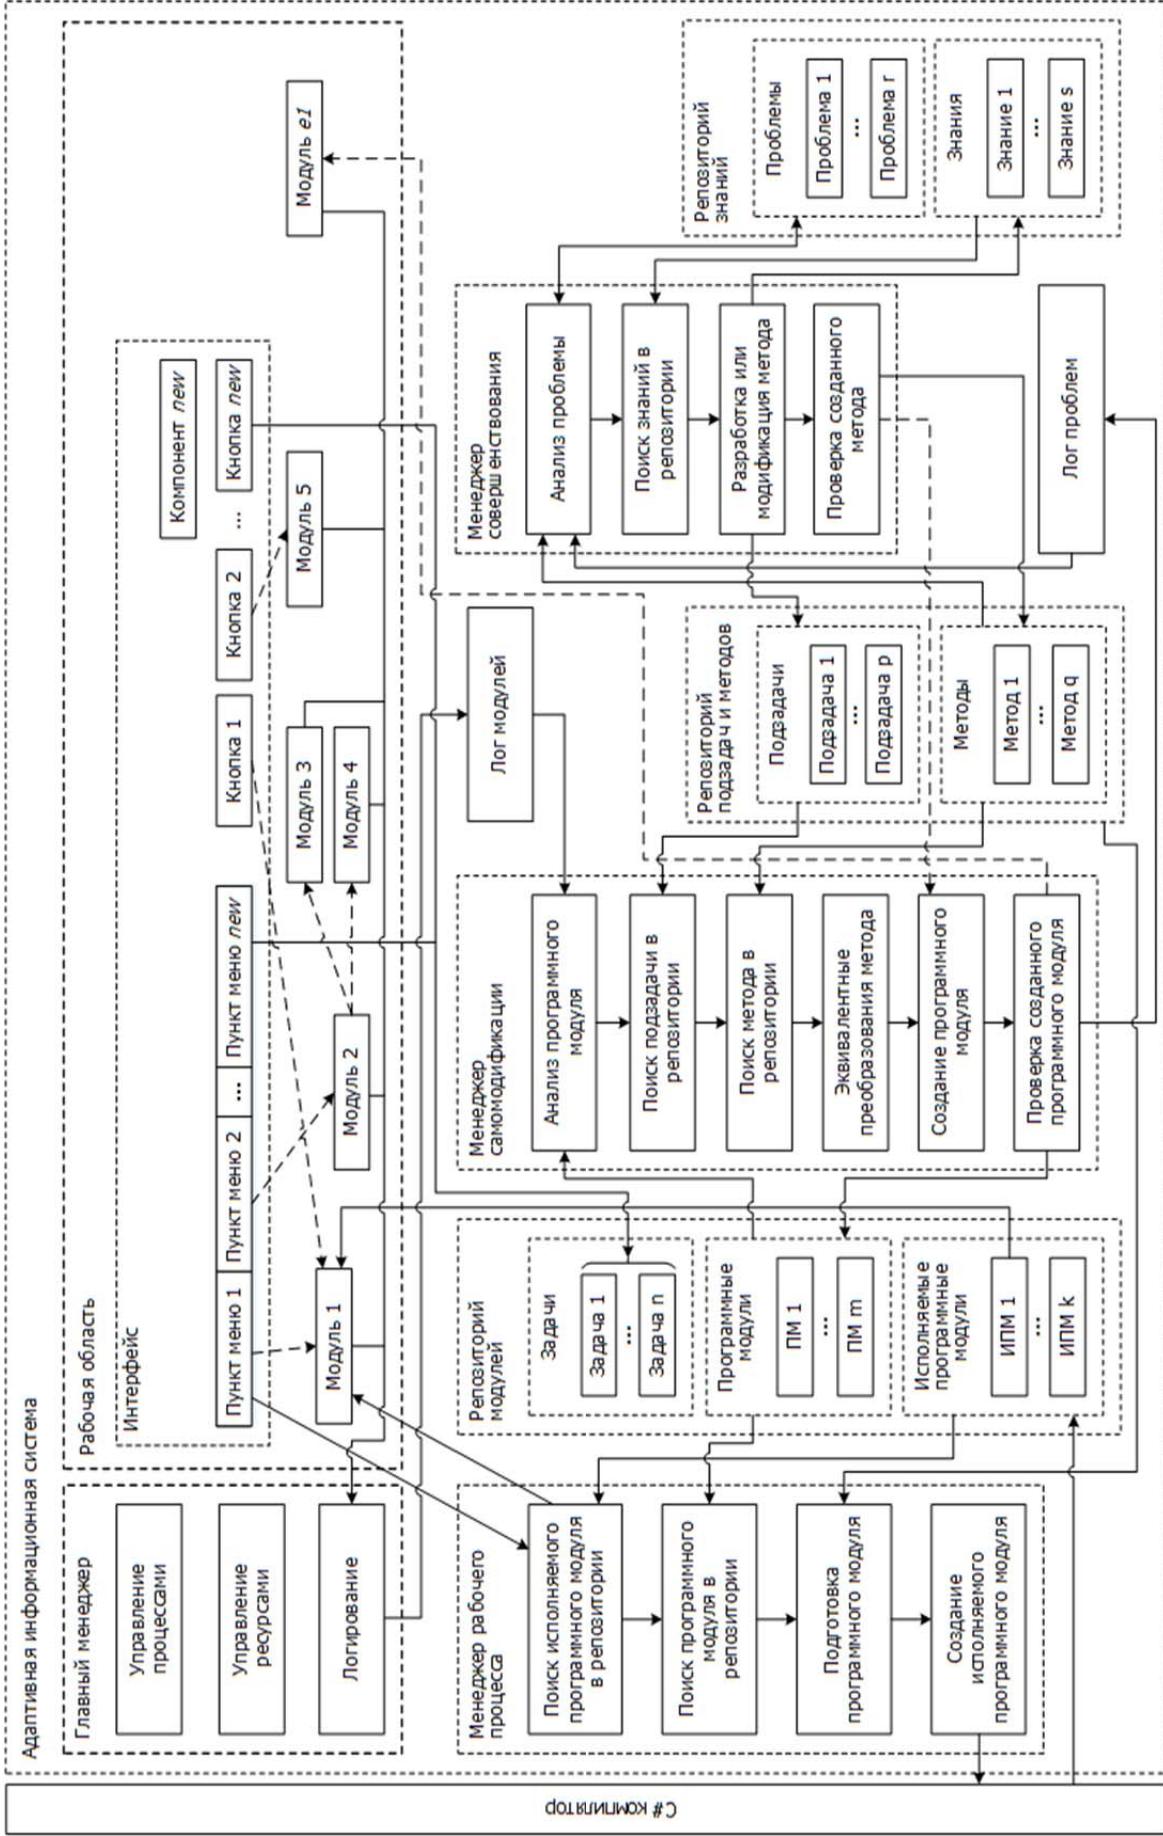 Адаптивная информационная система
Главный менеджер
Управление
процессами
Управление
ресурсами
Логирование
Рабочая область
Интерфейс
Пункт меню 1
Пункт меню 2
...
Пункт меню new
Кнопка 1
Кнопка 2
...
Кнопка new
Компонент new
Модуль 1
Модуль 2
Модуль 3
Модуль 4
Модуль 5
Модуль e1
Менеджер рабочего
процесса
Поиск исполняемого
программного модуля
в репозитории
Поиск программного
модуля в
репозитории
Подготовка
программного модуля
Создание
исполняемого
программного модуля
Репозиторий
модулей
Задачи
Задача 1
...
Задача n
Программные
модули
ПМ 1
...
ПМ m
Исполняемые
программные
модули
ИПМ 1
...
ИПМ k
Менеджер
самомодификации
Анализ программного
модуля
Поиск подзадачи в
репозитории
Поиск метода в
репозитории
Эквивалентные
преобразования метода
Создание программного
модуля
Проверка созданного
программного модуля
Лог модулей
Репозиторий
подзадач и методов
Подзадачи
Подзадача 1
...
Подзадача p
Методы
Метод 1
...
Метод q
Менеджер
совершенствования
Анализ проблемы
Поиск знаний в
репозитории
Разработка или
модификация метода
Проверка созданного
метода
Лог проблем
Репозиторий
знаний
Проблемы
Проблема 1
...
Проблема r
Знания
Знание 1
...
Знание s
C# компилятор